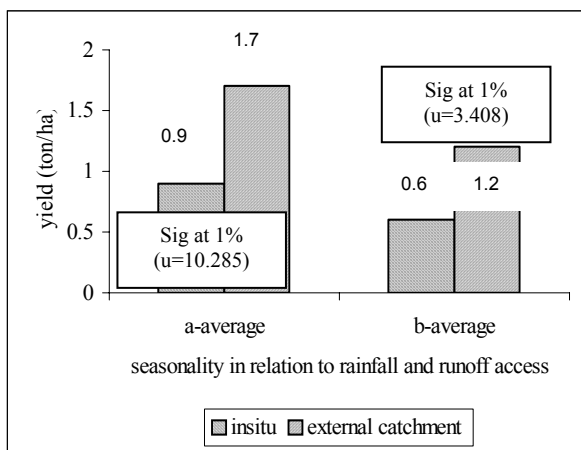 2
1.7
Sig at 1%
(u=3.408)
1.5
0.9
yield (ton/ha)
1
0.6
1.2
Sig at 1%
(u=10.285)
0.5
0
a-average
b-average
seasonality in relation to rainfall and runoff access
insitu
external catchment